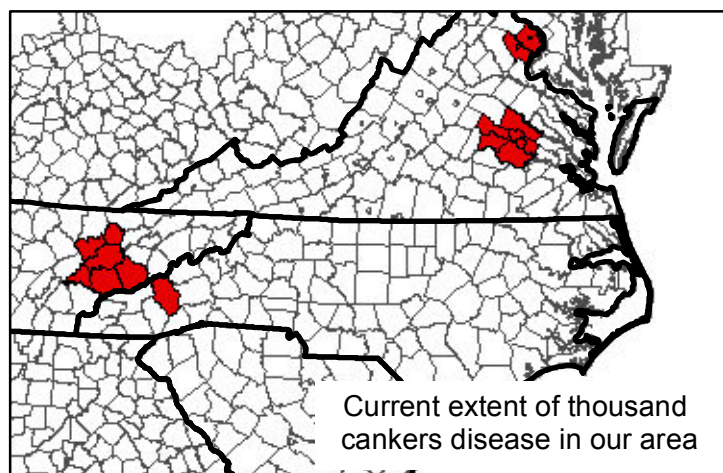 Current extent of thousand
cankers disease in our area